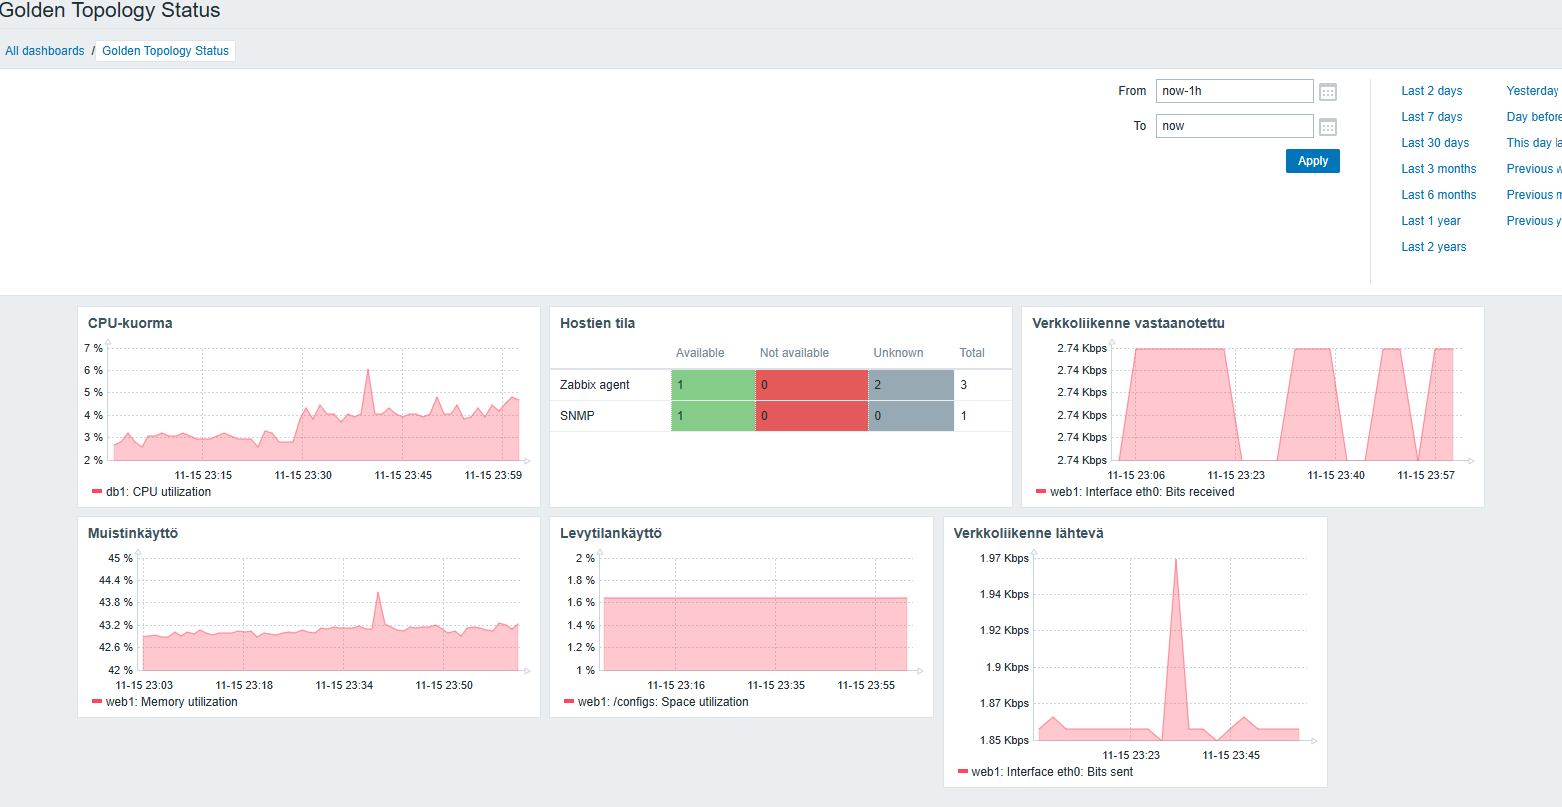 Golden Topology Status
All dashboards / Golden Topology Status
From now-1h
To now
Apply
Last 2 days Yesterday
Last 7 days Day before
Last 30 days This day la
Last 3 months Previous w
Last 6 months Previous m
Last 1 year Previous y
Last 2 years
CPU-kuorma
7 %
6 %
5 %
4 %
3 %
2 %
11-15 23:15 11-15 23:30 11-15 23:45 11-15 23:59
db1: CPU utilization
Hostien tila
Available Not available Unknown Total
Zabbix agent 1 0 2 3
SNMP 1 0 0 1
Verkkoliikenne vastaanotettu
2.74 Kbps
2.74 Kbps
2.74 Kbps
2.74 Kbps
2.74 Kbps
2.74 Kbps
11-15 23:06 11-15 23:23 11-15 23:40 11-15 23:57
web1: Interface eth0: Bits received
Muistinkäyttö
45 %
44.4 %
43.8 %
43.2 %
42.6 %
42 %
11-15 23:03 11-15 23:18 11-15 23:34 11-15 23:50
web1: Memory utilization
Levytilankäyttö
2 %
1.8 %
1.6 %
1.4 %
1.2 %
1 %
11-15 23:16 11-15 23:35 11-15 23:55
web1: /configs: Space utilization
Verkkoliikenne lähtevä
1.97 Kbps
1.94 Kbps
1.92 Kbps
1.9 Kbps
1.87 Kbps
1.85 Kbps
11-15 23:23 11-15 23:45
web1: Interface eth0: Bits sent